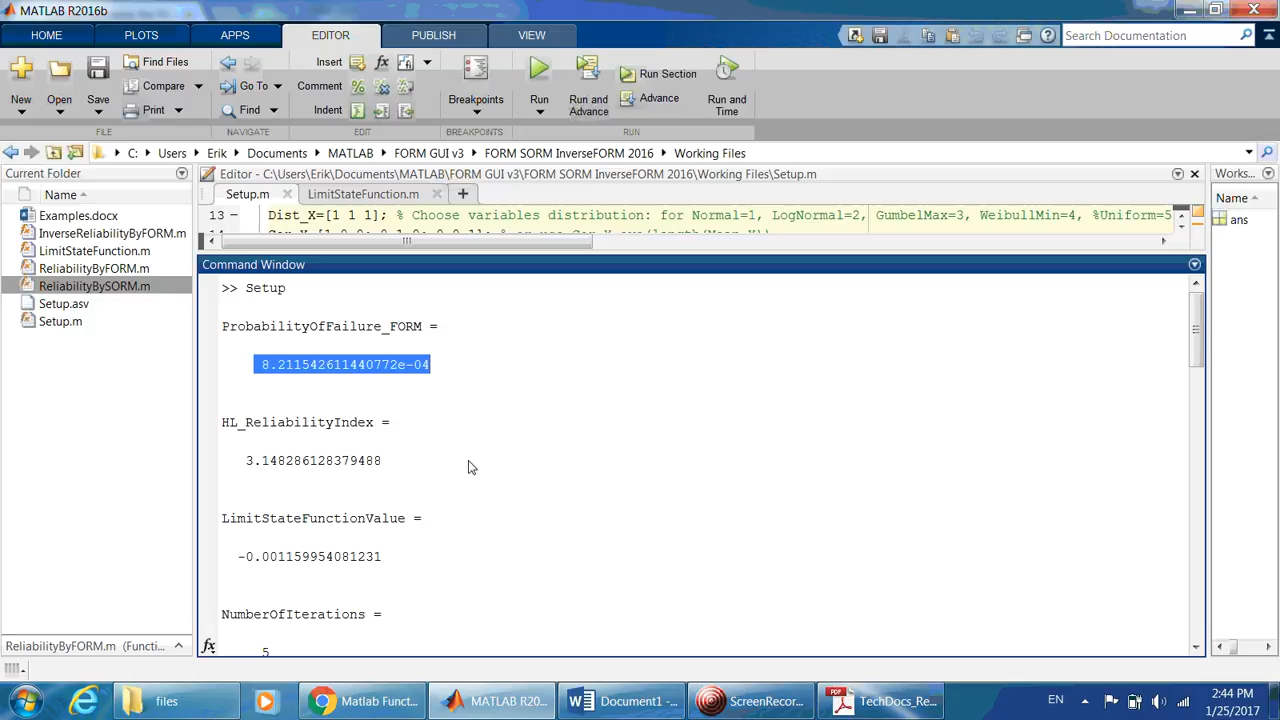 MATLAB R2016b
HOME PLOTS APPS EDITOR PUBLISH VIEW Search Documentation
New Open Save Find Files Compare Print
Go To Find
Insert Comment Indent
Breakpoints
Run Run and Advance Run Section Advance Run and Time
FILE NAVIGATE EDIT BREAKPOINTS RUN
C: Users Erik Documents MATLAB FORM GUI v3 FORM SORM InverseFORM 2016 Working Files
Current Folder
Name
Examples.docx
InverseReliabilityByFORM.m
LimitStateFunction.m
ReliabilityByFORM.m
ReliabilityBySORM.m
Setup.asv
Setup.m
ReliabilityByFORM.m (Functi...
Editor - C:\Users\Erik\Documents\MATLAB\FORM GUI v3\FORM SORM InverseFORM 2016\Working Files\Setup.m
Setup.m LimitStateFunction.m
13 Dist_X=[1 1 1]; % Choose variables distribution: for Normal=1, LogNormal=2, GumbelMax=3, WeibullMin=4, %Uniform=5
Works...
Name
ans
Command Window
>> Setup
ProbabilityOfFailure_FORM =
8.211542611440772e-04
HL_ReliabilityIndex =
3.148286128379488
LimitStateFunctionValue =
-0.001159954081231
NumberOfIterations =
5
fx
files Matlab Funct... MATLAB R20... Document1 -... ScreenRecor... TechDocs_Re...
EN
2:44 PM
1/25/2017